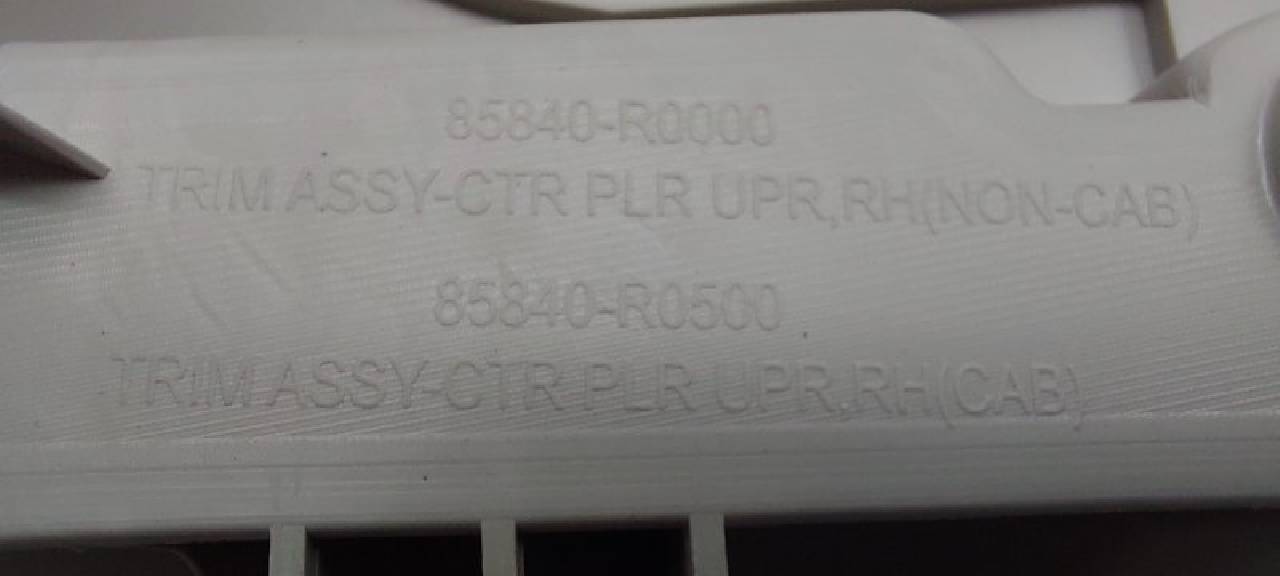 85840-R0000
TRIM ASSY-CTR PLR UPR,RH(NON-CAB)
85840-R0500
TRIM ASSY-CTR PLR UPR,RH(CAB)